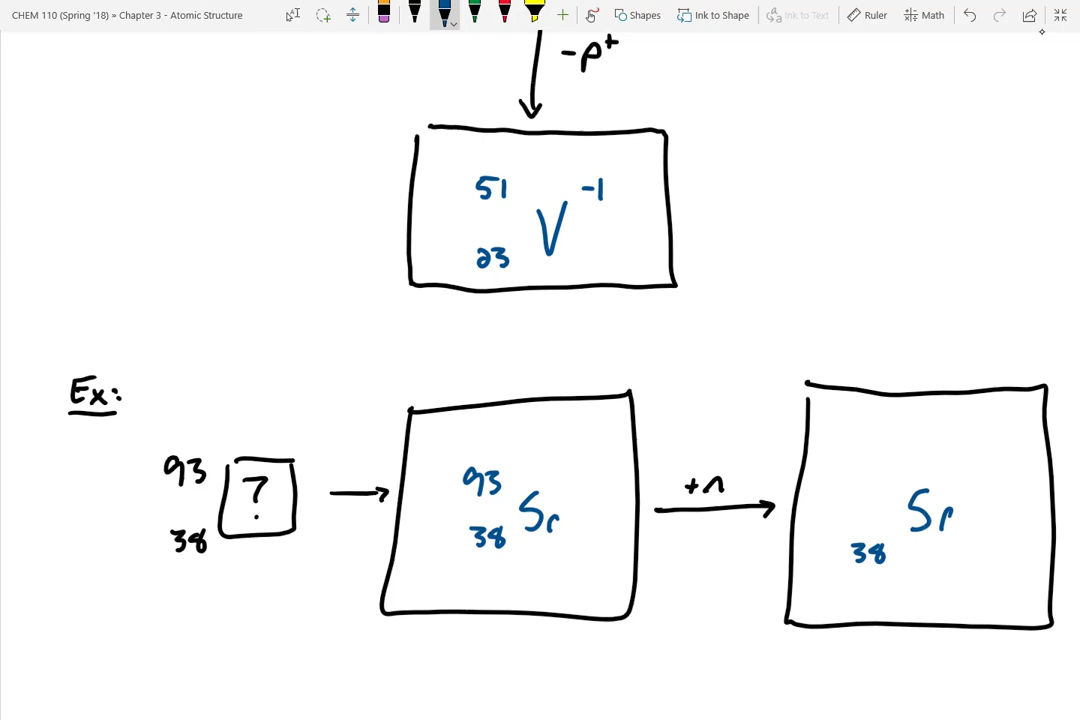 CHEM 110 (Spring '18) » Chapter 3 - Atomic Structure
Shapes
Ink to Shape
Ink to Text
Ruler
Math
-p+
51 V -1
23
Ex:
93 ? 93 Sr +n Sr
38 38 38